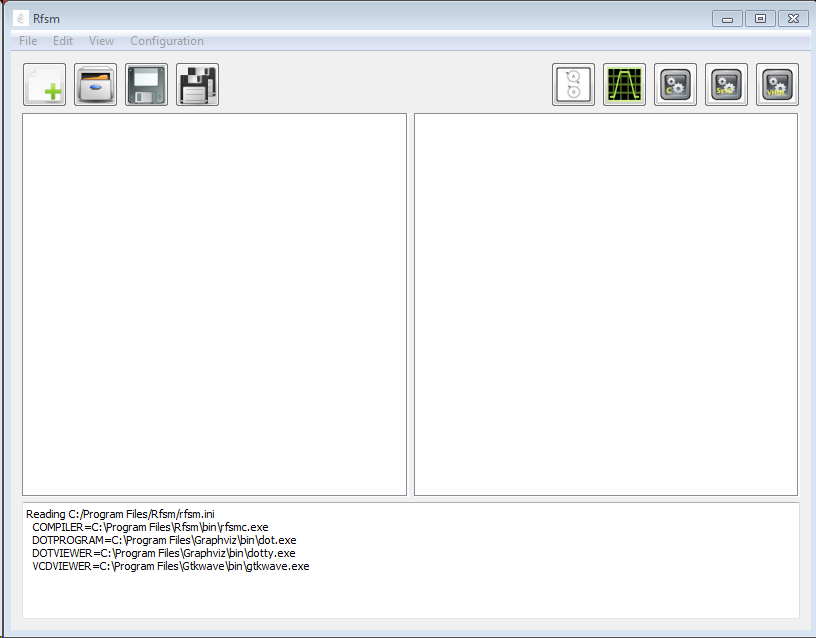 Rfsm
File Edit View Configuration
A
B
C
SystC
VHDL
Reading C:/Program Files/Rfsm/rfsm.ini
COMPILER=C:\Program Files\Rfsm\bin\rfsmc.exe
DOTPROGRAM=C:\Program Files\Graphviz\bin\dot.exe
DOTVIEWER=C:\Program Files\Graphviz\bin\dotty.exe
VCDVIEWER=C:\Program Files\Gtkwave\bin\gtkwave.exe